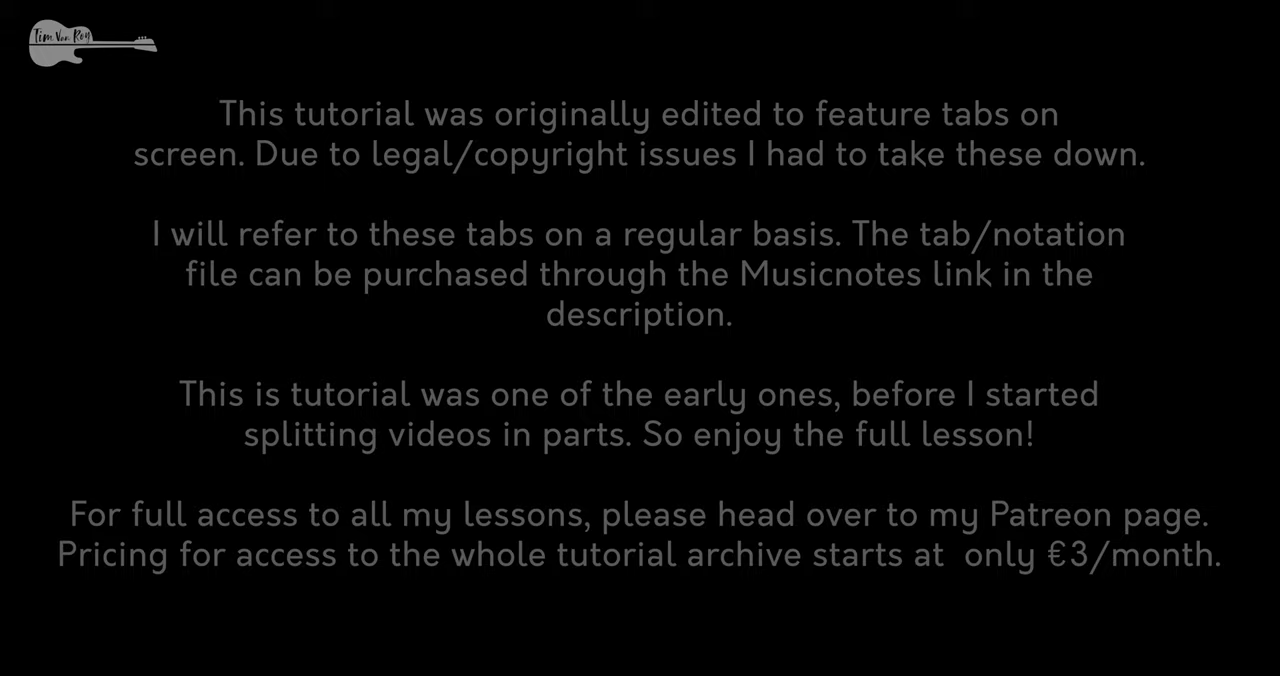 Tim Van Roy
This tutorial was originally edited to feature tabs on
screen. Due to legal/copyright issues I had to take these down.
I will refer to these tabs on a regular basis. The tab/notation
file can be purchased through the Musicnotes link in the
description.
This is tutorial was one of the early ones, before I started
splitting videos in parts. So enjoy the full lesson!
For full access to all my lessons, please head over to my Patreon page.
Pricing for access to the whole tutorial archive starts at only €3/month.